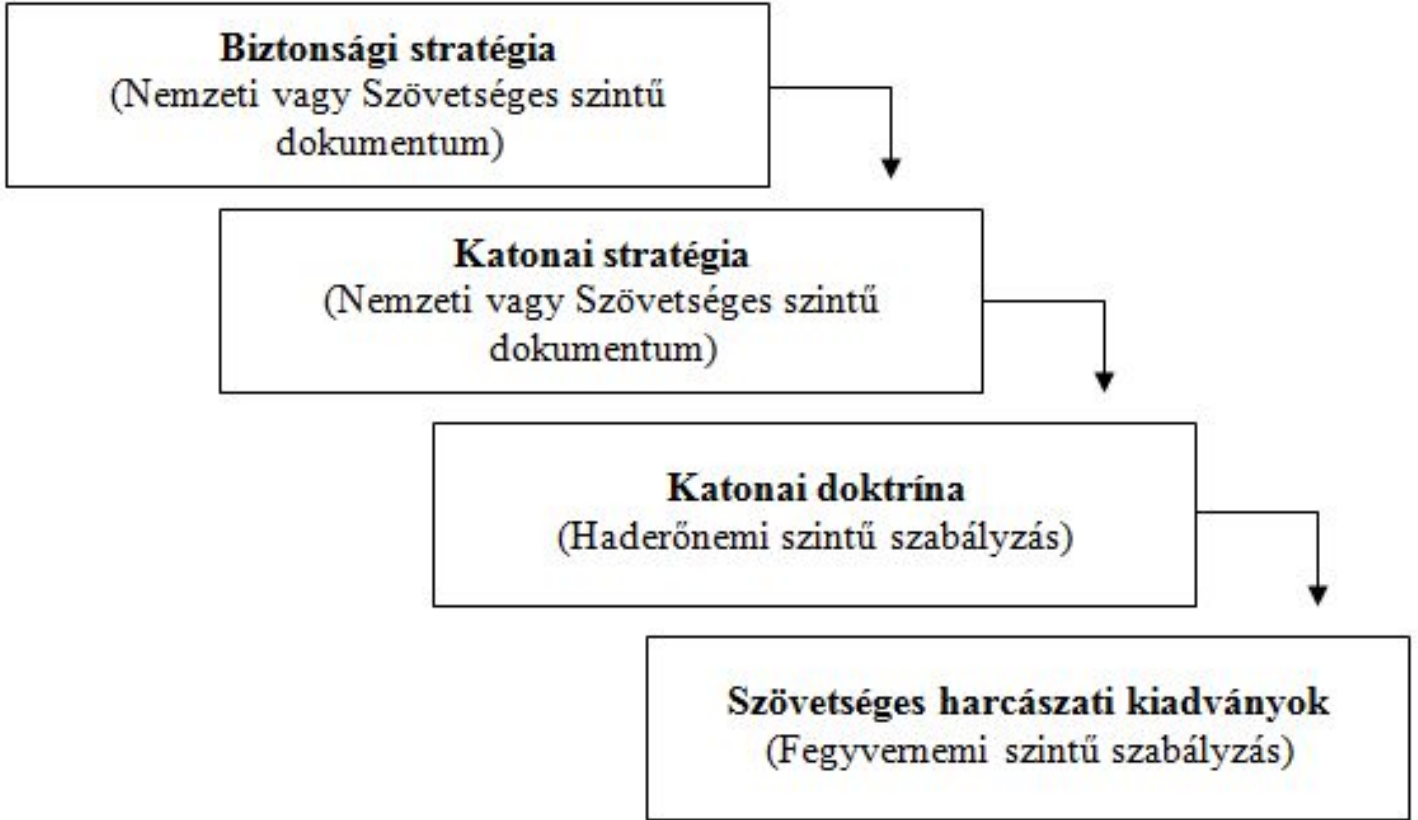 Biztonsági stratégia
(Nemzeti vagy Szövetséges szintű
dokumentum)
Katonai stratégia
(Nemzeti vagy Szövetséges szintű
dokumentum)
Katonai doktrína
(Haderőnemi szintű szabályzás)
Szövetséges harcászati kiadványok
(Fegyvernemi szintű szabályzás)